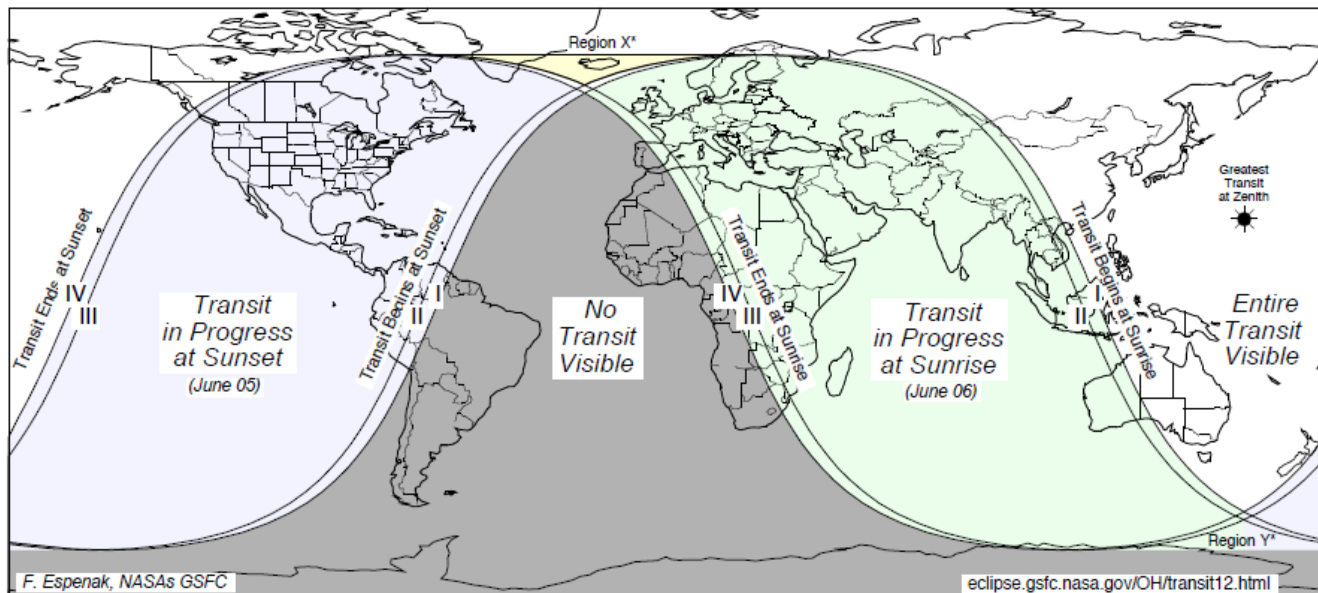 Region X*
Greatest
Transit
at Zenith
Transit Ends at Sunset
IV
III
Transit
in Progress
at Sunset
(June 05)
Transit Begins at Sunset
I
II
No
Transit
Visible
IV
III
Transit Ends at Sunrise
Transit
in Progress
at Sunrise
(June 06)
Transit Begins at Sunrise
I
II
Entire
Transit
Visible
Region Y*
F. Espenak, NASAs GSFC
eclipse.gsfc.nasa.gov/OH/transit12.html